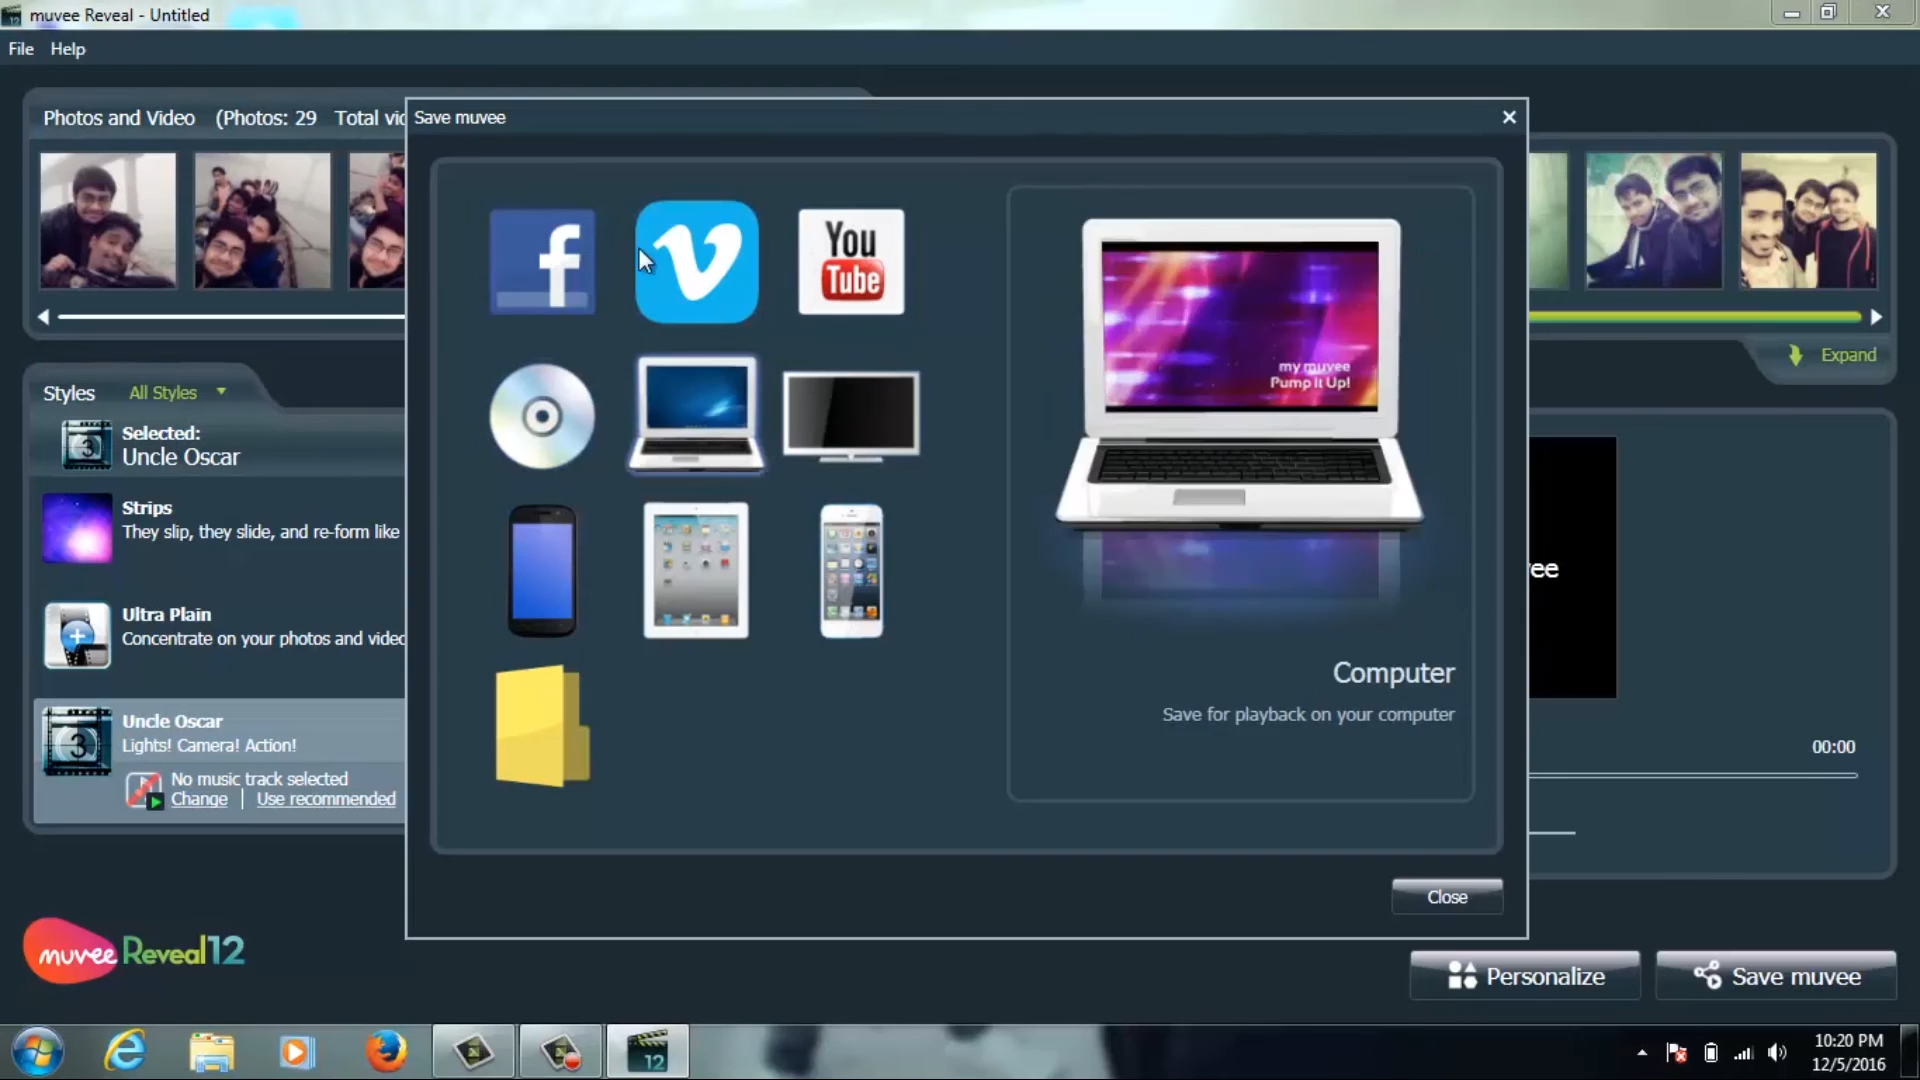 muvee Reveal - Untitled
File Help
Photos and Video (Photos: 29 Total
Save muvee
f
You
Tube
my muvee
Pump It Up!
Expand
Styles All Styles
Selected:
Uncle Oscar
Strips
They slip, they slide, and re-form like
Ultra Plain
Concentrate on your photos and video
Uncle Oscar
Lights! Camera! Action!
No music track selected
Change | Use recommended
Computer
Save for playback on your computer
00:00
Close
muvee Reveal12
Personalize
Save muvee
12
10:20 PM
12/5/2016